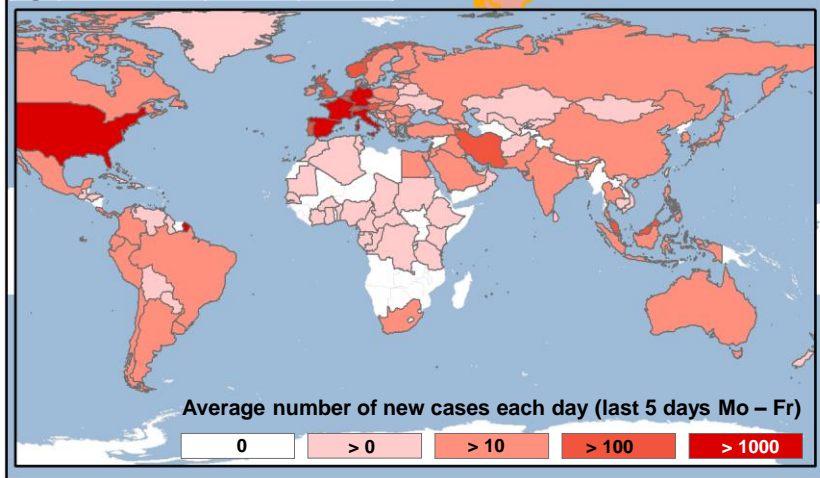 Average number of new cases each day (last 5 days Mo – Fr)
0 > 0 > 10 > 100 > 1000